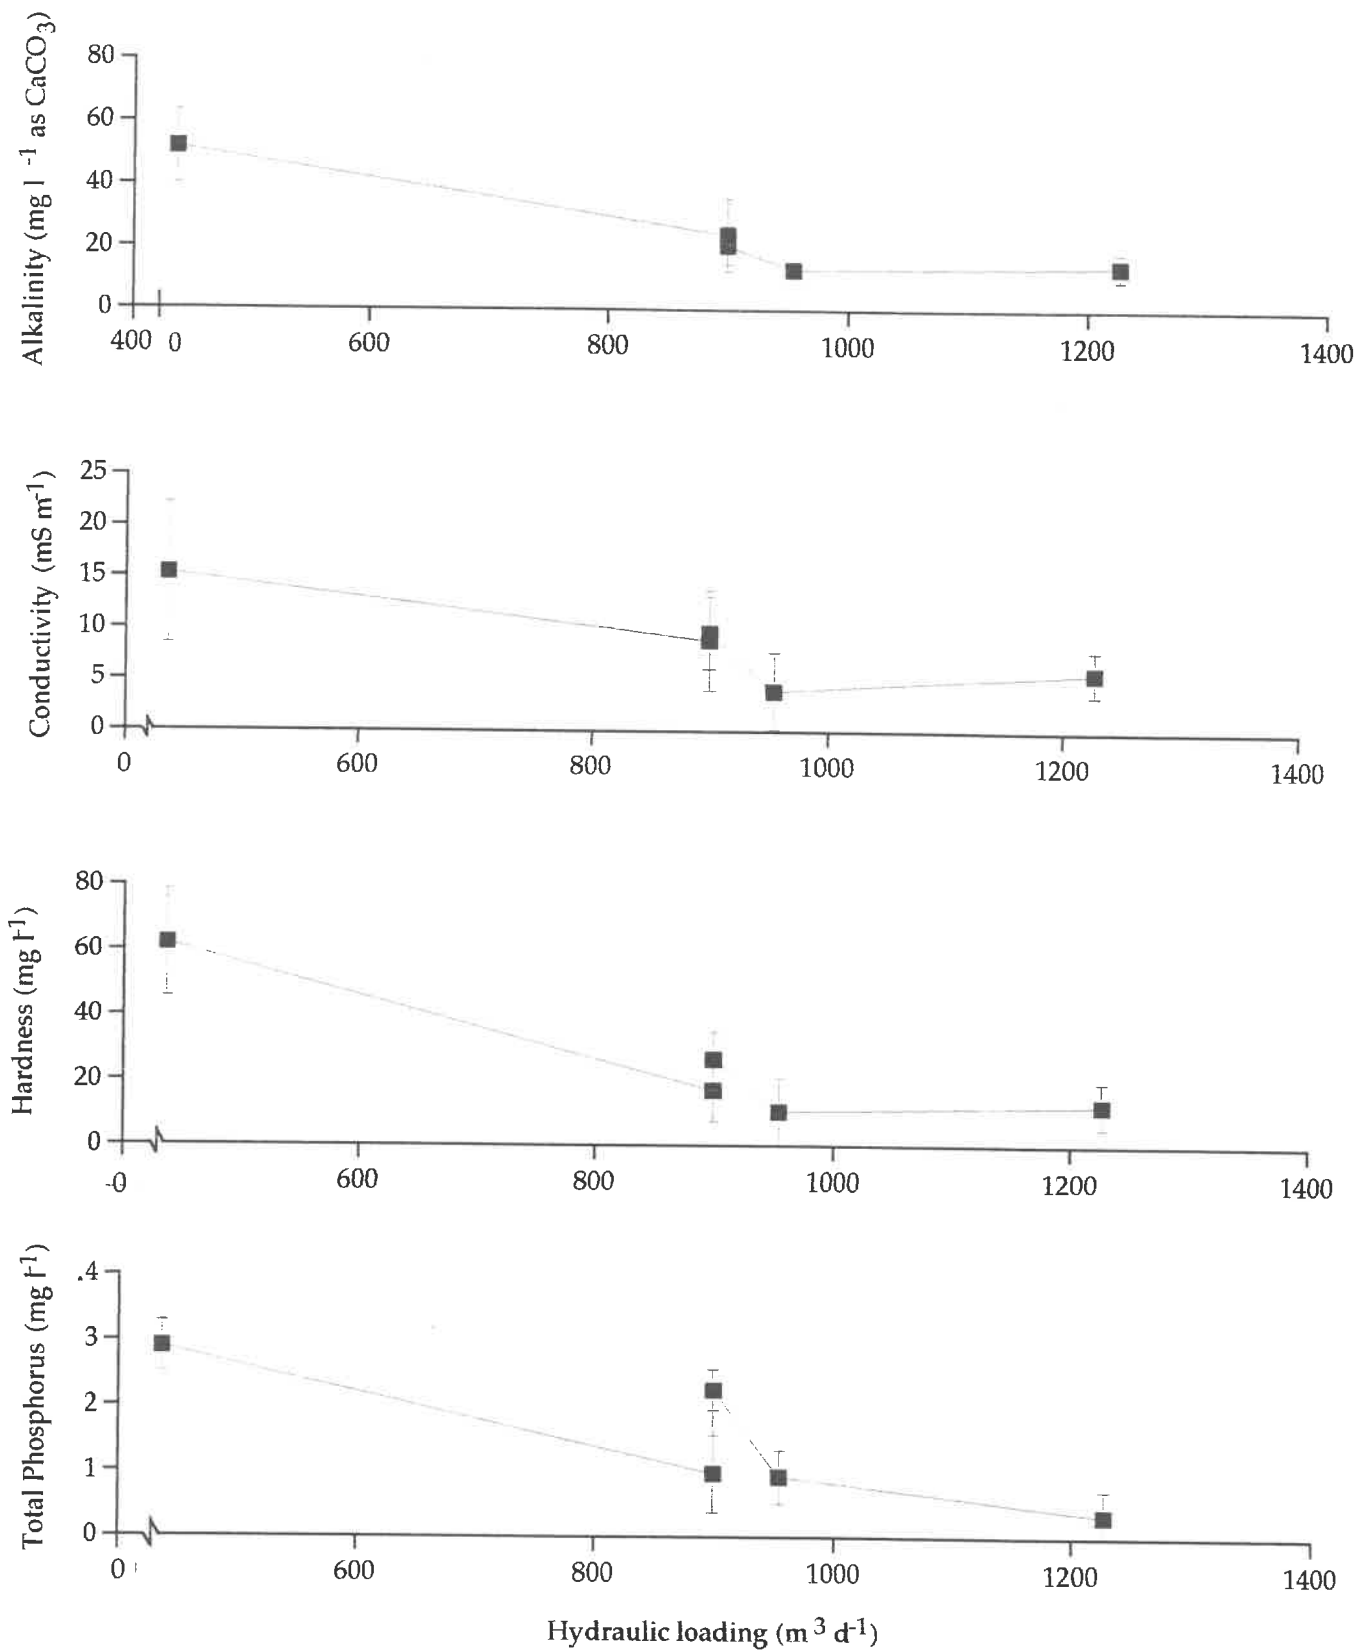 Alkalinity (mg l -1 as CaCO3)
80
60
40
20
0
400 0 600 800 1000 1200 1400
Conductivity (mS m-1)
25
20
15
10
5
0
0 600 800 1000 1200 1400
Hardness (mg l-1)
80
60
40
20
0
-0 600 800 1000 1200 1400
Total Phosphorus (mg l-1)
.4
3
2
1
0
0 600 800 1000 1200 1400
Hydraulic loading (m 3 d-1)